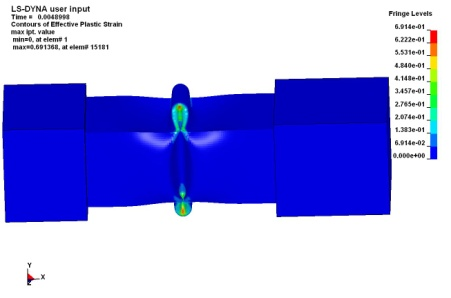 LS-DYNA user input
Time = 0.0048998
Contours of Effective Plastic Strain
max ipt. value
min=0, at elem# 1
max=0.691368, at elem# 15181
Fringe Levels
6.914e-01
6.222e-01
5.531e-01
4.840e-01
4.148e-01
3.457e-01
2.765e-01
2.074e-01
1.383e-01
6.914e-02
0.000e+00
Y
X
Z